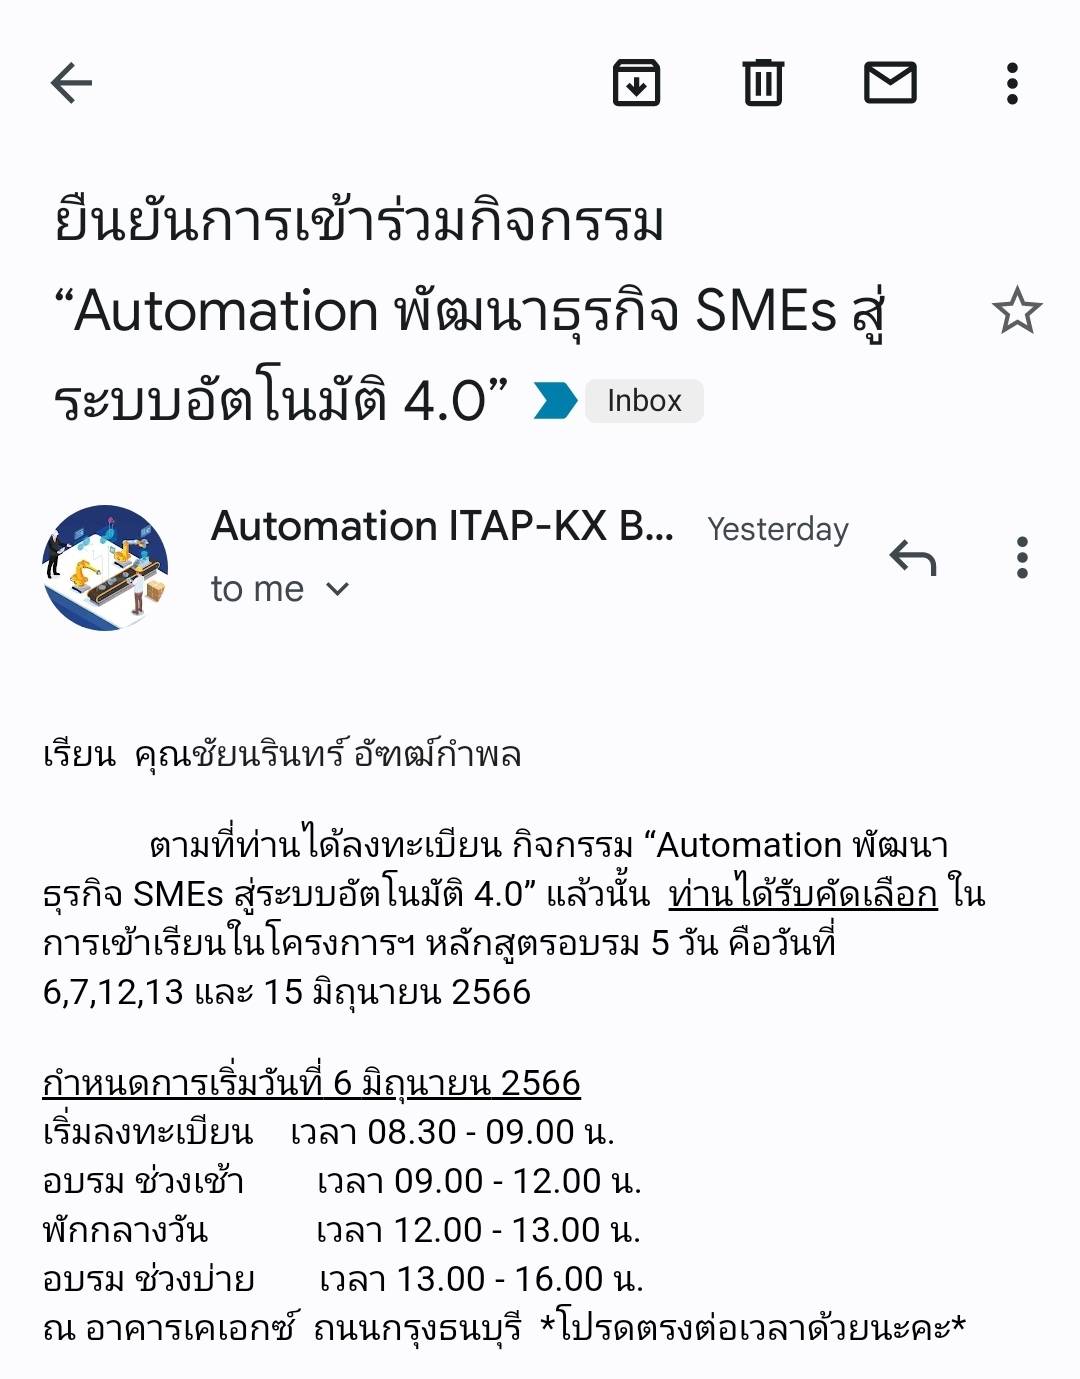 ยืนยันการเข้าร่วมกิจกรรม
“Automation พัฒนาธุรกิจ SMEs สู่
ระบบอัตโนมัติ 4.0” Inbox
Automation ITAP-KX B... Yesterday
to me
เรียน คุณชัยนรินทร์ อัฑฒ์กำพล
ตามที่ท่านได้ลงทะเบียน กิจกรรม “Automation พัฒนา
ธุรกิจ SMEs สู่ระบบอัตโนมัติ 4.0” แล้วนั้น ท่านได้รับคัดเลือก ใน
การเข้าเรียนในโครงการฯ หลักสูตรอบรม 5 วัน คือวันที่
6,7,12,13 และ 15 มิถุนายน 2566
กำหนดการเริ่มวันที่ 6 มิถุนายน 2566
เริ่มลงทะเบียน เวลา 08.30 - 09.00 น.
อบรม ช่วงเช้า เวลา 09.00 - 12.00 น.
พักกลางวัน เวลา 12.00 - 13.00 น.
อบรม ช่วงบ่าย เวลา 13.00 - 16.00 น.
ณ อาคารเคเอกซ์ ถนนกรุงธนบุรี *โปรดตรงต่อเวลาด้วยนะคะ*